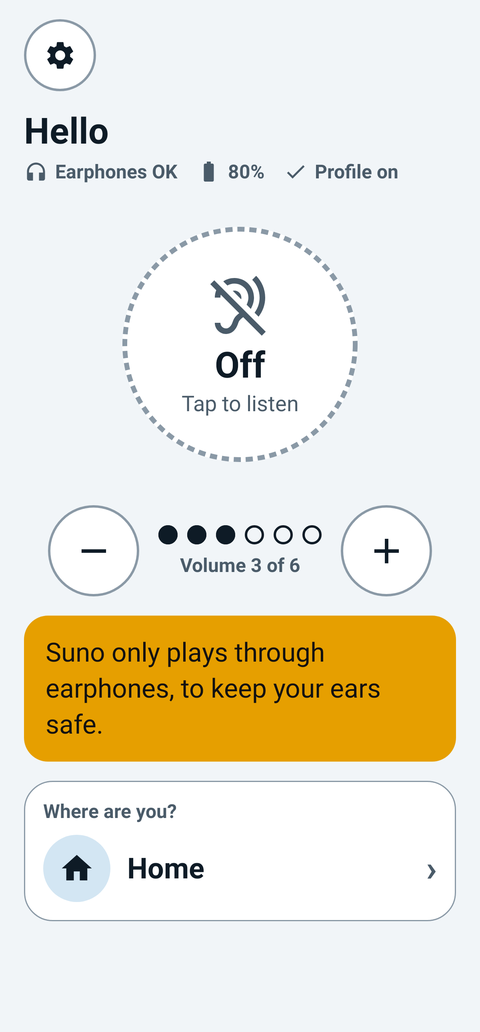 Hello
Earphones OK 80% Profile on
Off
Tap to listen
Volume 3 of 6
Suno only plays through
earphones, to keep your ears
safe.
Where are you?
Home